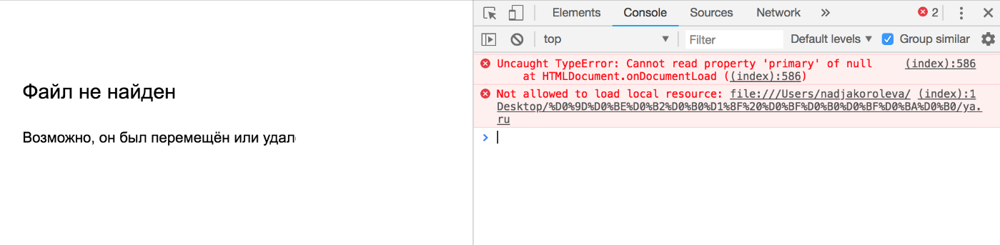 Elements Console Sources Network » 2
top ▼ Filter Default levels ▼ Group similar
Файл не найден
Возможно, он был перемещён или удал
Uncaught TypeError: Cannot read property 'primary' of null (index):586
at HTMLDocument.onDocumentLoad ((index):586)
Not allowed to load local resource: file:///Users/nadjakoroleva/ (index):1
Desktop/%D0%9D%D0%BE%D0%B2%D0%B0%D1%8F%20%D0%BF%D0%B0%D0%BF%D0%BA%D0%B0/ya.
ru